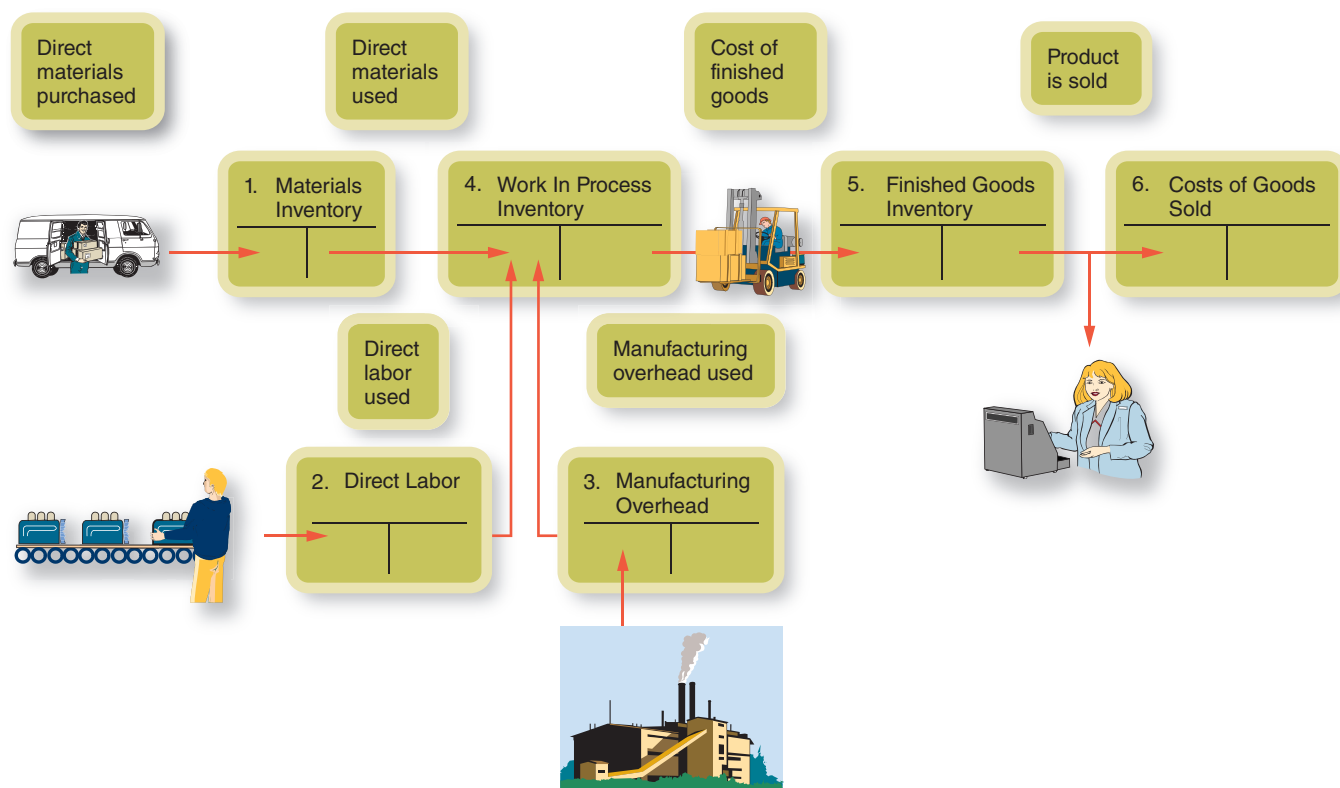 Direct
materials
purchased
Direct
materials
used
Cost of
finished
goods
Product
is sold
1. Materials
Inventory
4. Work In Process
Inventory
5. Finished Goods
Inventory
6. Costs of Goods
Sold
Direct
labor
used
Manufacturing
overhead used
2. Direct Labor
3. Manufacturing
Overhead